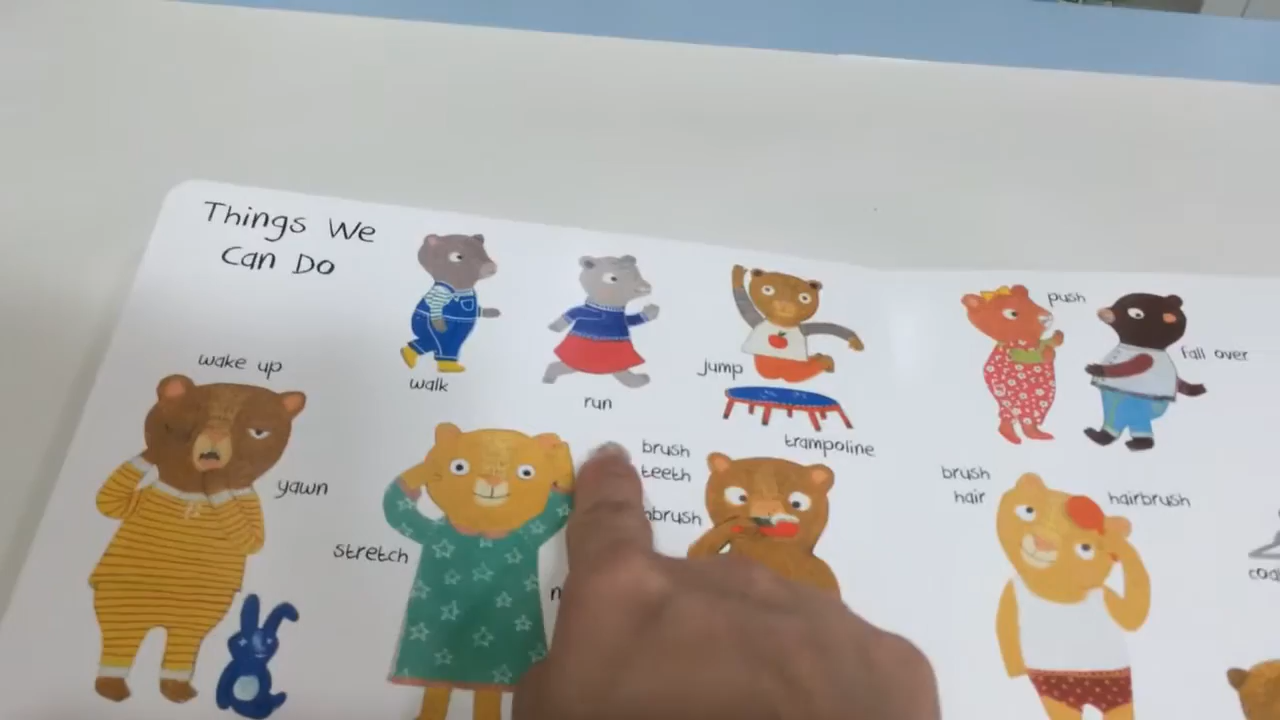 Things We
Can Do
walk
run
jump
trampoline
push
fall over
wake up
yawn
stretch
brush
teeth
brush
hair
hairbrush